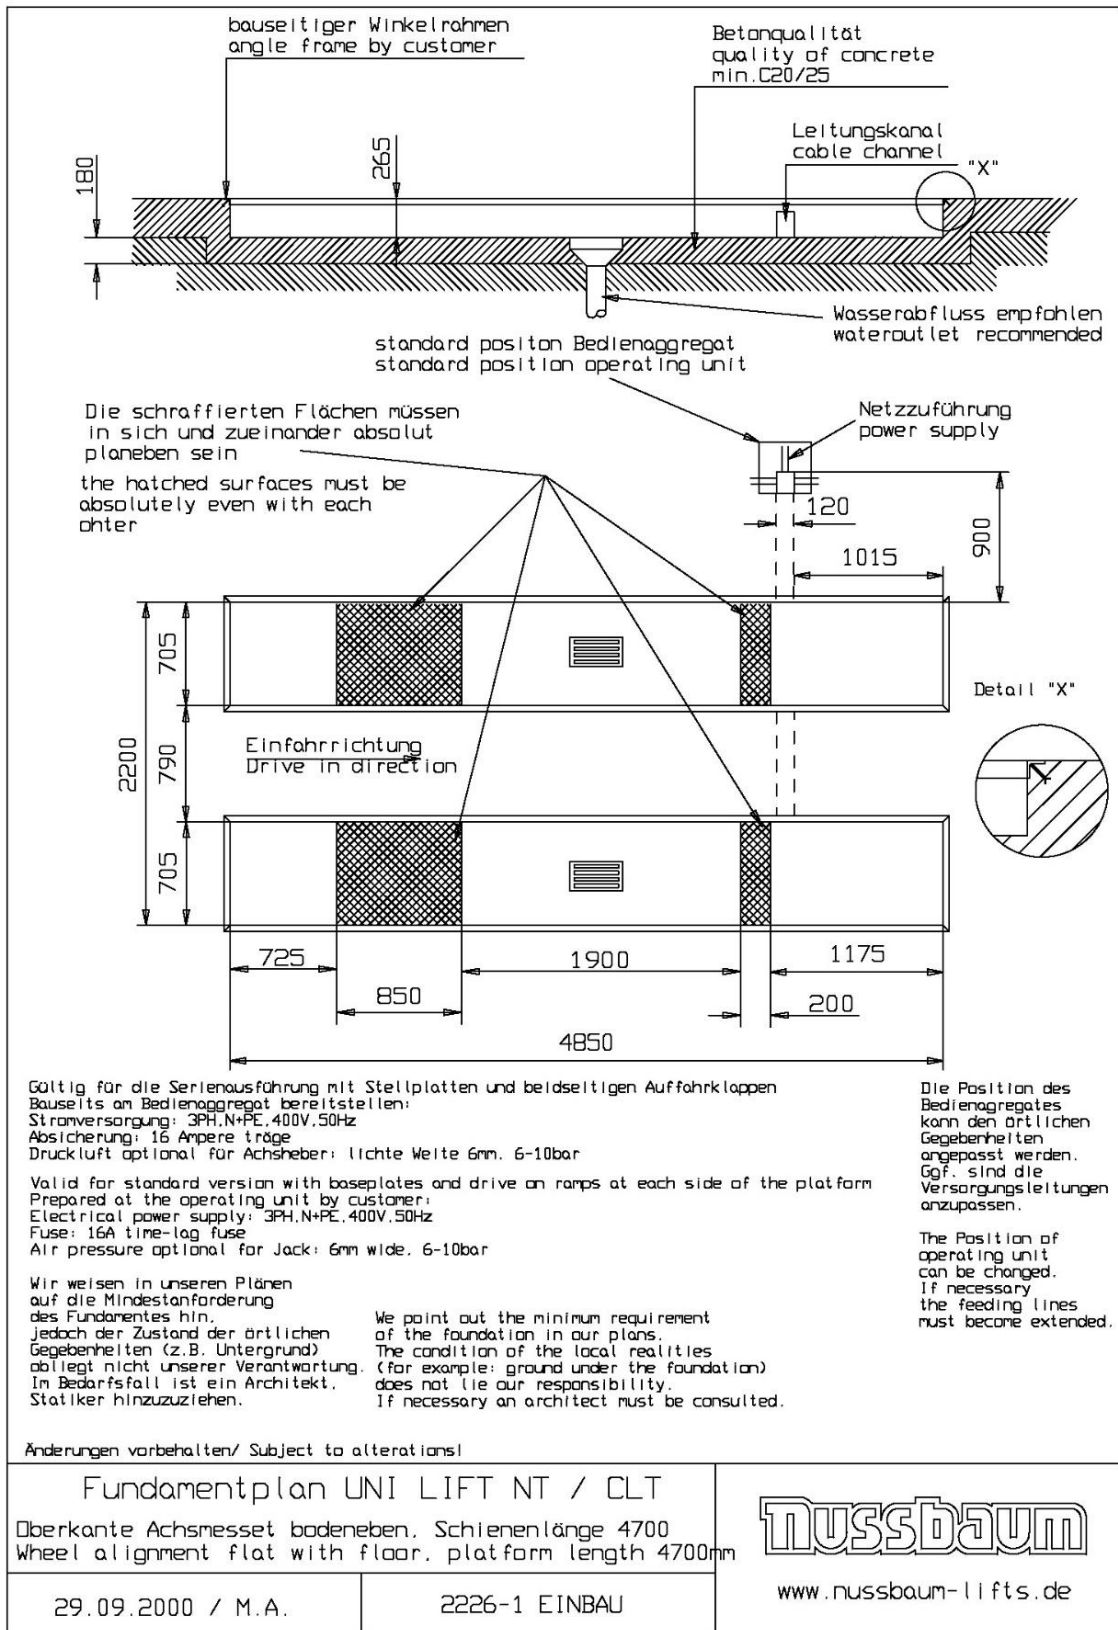 bauseitiger Winkelrahmen
angle frame by customer
Betonqualität
quality of concrete
min.C20/25
Leitungskanal
cable channel
"X"
180
265
Wasserabfluss empfohlen
wateroutlet recommended
standard positon Bedienaggregat
standard position operating unit
Die schraffierten Flächen müssen
in sich und zueinander absolut
planeben sein
the hatched surfaces must be
absolutely even with each
ohter
Netzzuführung
power supply
120
900
1015
705
2200
790
705
Einfahrrichtung
Drive in direction
Detail "X"
725
1900
1175
850
200
4850
Gültig für die Serienausführung mit Stellplatten und beidseitigen Auffahrklappen
Bauseits am Bedienaggregat bereitstellen:
Stromversorgung: 3PH,N+PE,400V,50Hz
Absicherung: 16 Ampere träge
Druckluft optional für Achsheber: lichte Weite 6mm, 6-10bar
Valid for standard version with baseplates and drive on ramps at each side of the platform
Prepared at the operating unit by customer:
Electrical power supply: 3PH,N+PE,400V,50Hz
Fuse: 16A time-lag fuse
Air pressure optional for Jack: 6mm wide, 6-10bar
Die Position des
Bedienagregates
kann den örtlichen
Gegebenheiten
angepasst werden.
Ggf. sind die
Versorgungsleitungen
anzupassen.
The Position of
operating unit
can be changed.
If necessary
the feeding lines
must become extended.
Wir weisen in unseren Plänen
auf die Mindestanforderung
des Fundamentes hin,
jedoch der Zustand der örtlichen
Gegebenheiten (z.B. Untergrund)
obliegt nicht unserer Verantwortung.
Im Bedarfsfall ist ein Architekt,
Statiker hinzuzuziehen.
We point out the minimum requirement
of the foundation in our plans.
The condition of the local realities
(for example: ground under the foundation)
does not lie our responsibility.
If necessary an architect must be consulted.
Änderungen vorbehalten/ Subject to alterations!
Fundamentplan UNI LIFT NT / CLT
Oberkante Achsmesset bodeneben, Schienenlänge 4700
Wheel alignment flat with floor, platform length 4700mm
29.09.2000 / M.A.
2226-1 EINBAU
nussbaum
www.nussbaum-lifts.de